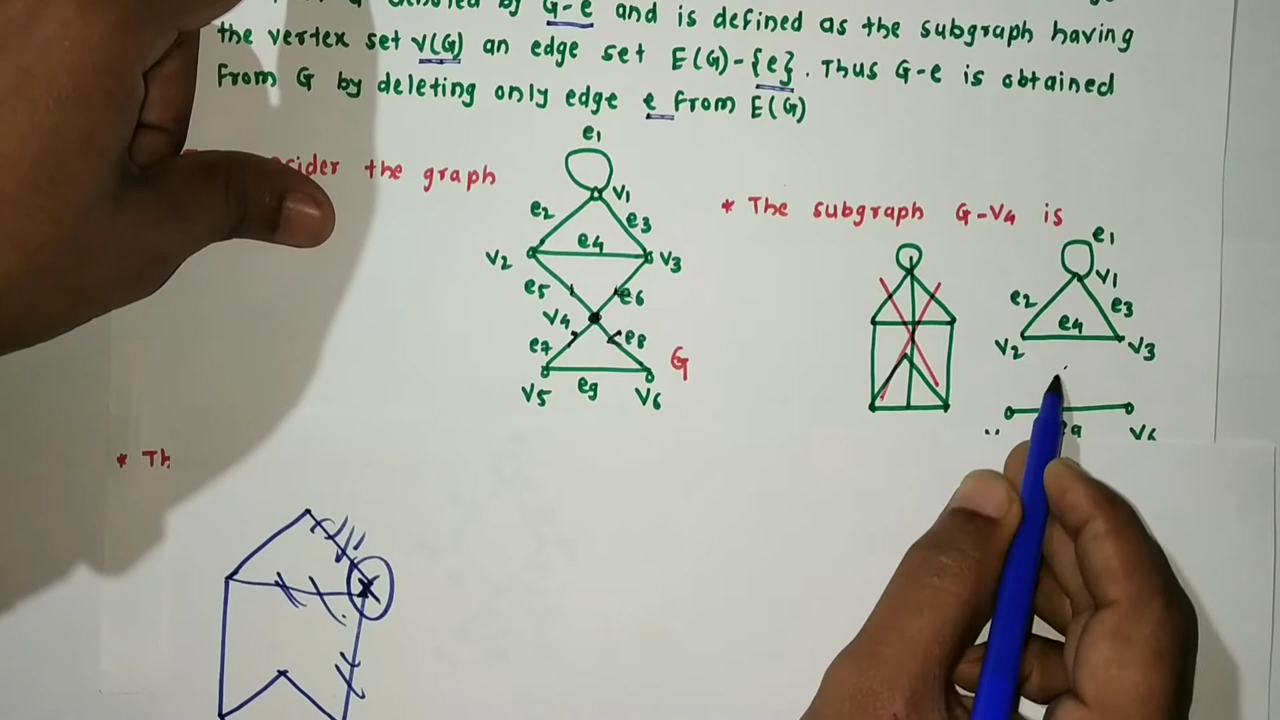 by G-e and is defined as the subgraph having
the vertex set V(G) an edge set E(G)-{e}. Thus G-e is obtained
From G by deleting only edge e from E(G)
the graph
e1
v1
e2
e3
e4
v2
v3
e5
e6
v4
e7
e8
G
e9
v5
v6
* The subgraph G-V4 is
e1
v1
e2
e3
e4
v2
v3
* Th